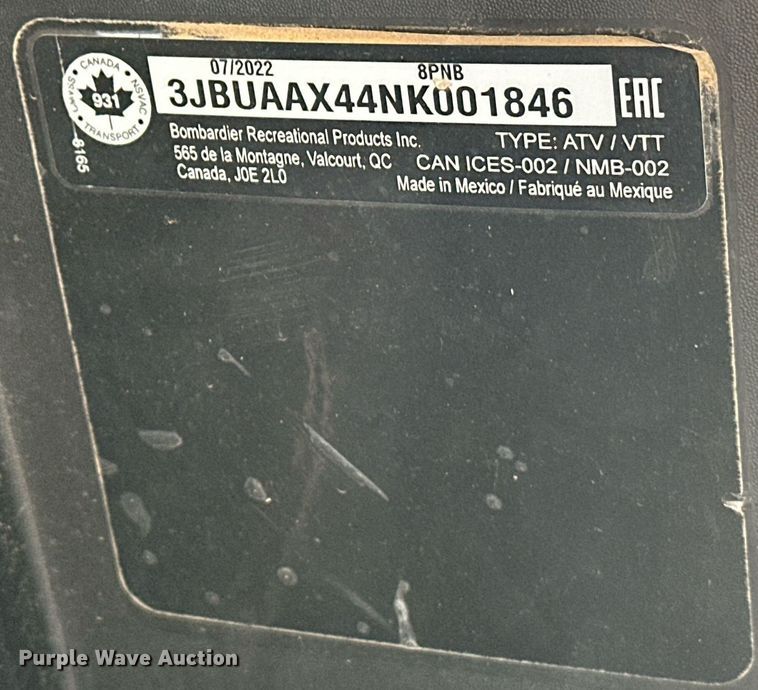 CANADA
NSVAC
931
TRANSPORT
07/2022 8PNB
3JBUAAX44NK001846
EAC
8165
Bombardier Recreational Products Inc. TYPE: ATV / VTT
565 de la Montagne, Valcourt, QC CAN ICES-002 / NMB-002
Canada, J0E 2L0 Made in Mexico / Fabriqué au Mexique
Purple Wave Auction